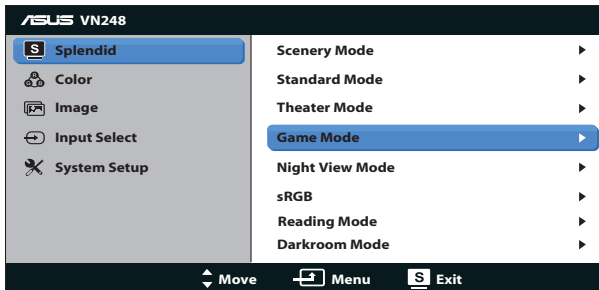 ASUS VN248
S Splendid
Color
Image
Input Select
System Setup
Scenery Mode
Standard Mode
Theater Mode
Game Mode
Night View Mode
sRGB
Reading Mode
Darkroom Mode
Move Menu S Exit